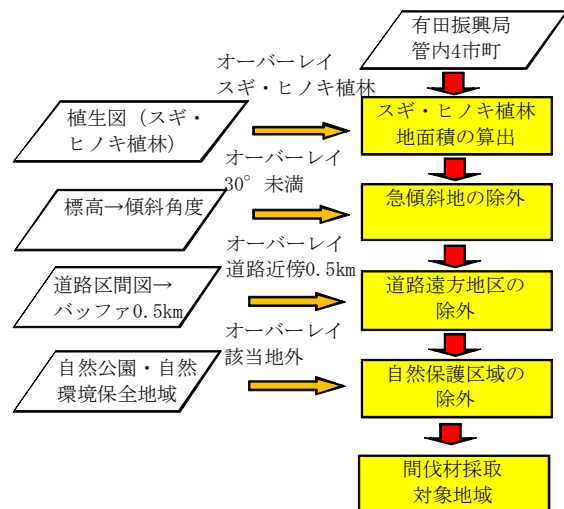 有田振興局
管内4市町
オーバーレイ
スギ・ヒノキ植林
植生図（スギ・
ヒノキ植林）
スギ・ヒノキ植林
地面積の算出
オーバーレイ
30°未満
標高→傾斜角度
急傾斜地の除外
オーバーレイ
道路近傍0.5km
道路区間図→
バッファ0.5km
道路遠方地区の
除外
オーバーレイ
該当地外
自然公園・自然
環境保全地域
自然保護区域の
除外
間伐材採取
対象地域